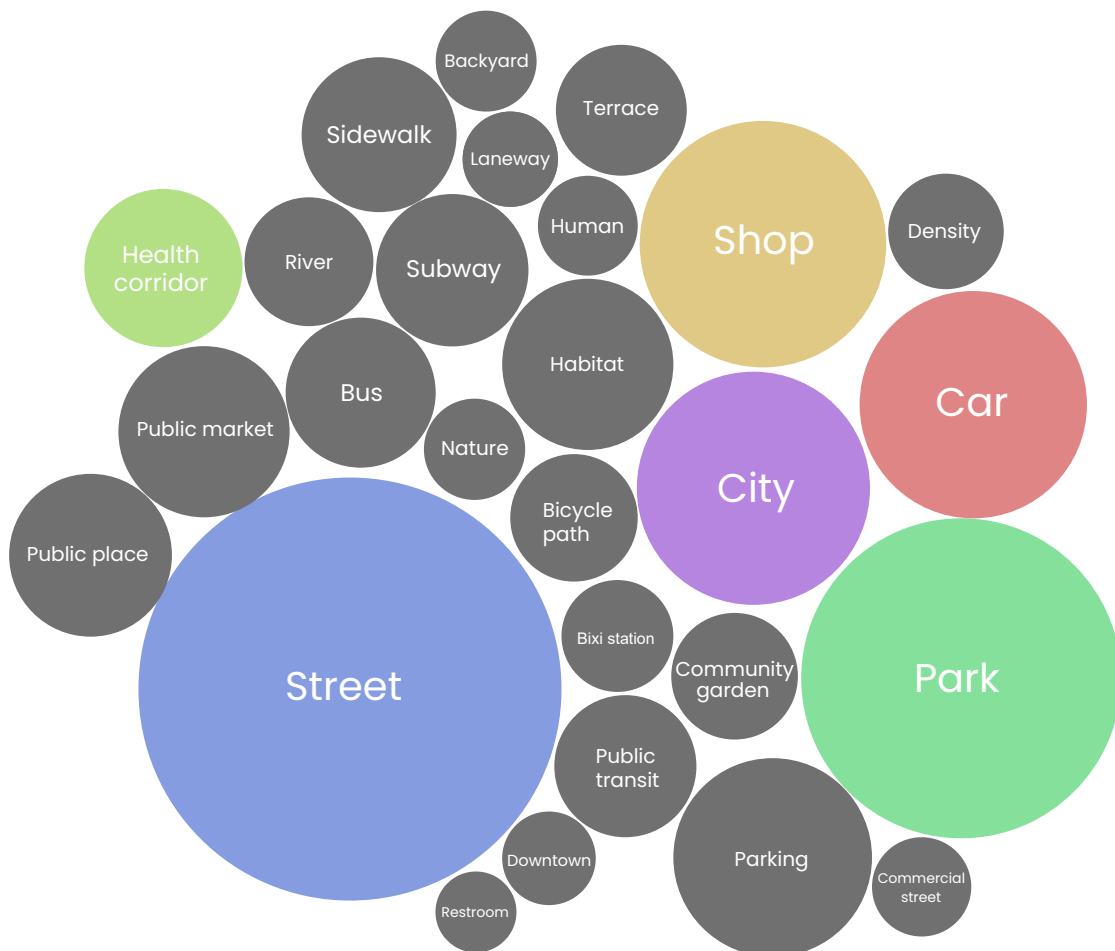 Backyard
Terrace
Sidewalk
Laneway
Human
Shop
Density
Health
corridor
River
Subway
Habitat
Bus
Car
Public market
Nature
City
Bicycle
path
Public place
Bixi station
Community
garden
Street
Park
Public
transit
Downtown
Parking
Commercial
street
Restroom